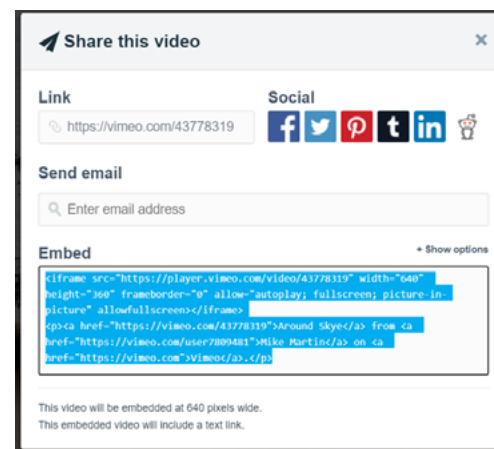 Share this video
×
Link
Social
https://vimeo.com/43778319
f p t in
Send email
Enter email address
Embed
+ Show options
<iframe src="https://player.vimeo.com/video/43778319" width="640"
height="360" frameborder="0" allow="autoplay; fullscreen; picture-in-
picture" allowfullscreen></iframe>
<p><a href="https://vimeo.com/43778319">Around Skye</a> from <a
href="https://vimeo.com/user7809481">Mike Martin</a> on <a
href="https://vimeo.com">Vimeo</a>.</p>
This video will be embedded at 640 pixels wide.
This embedded video will include a text link.